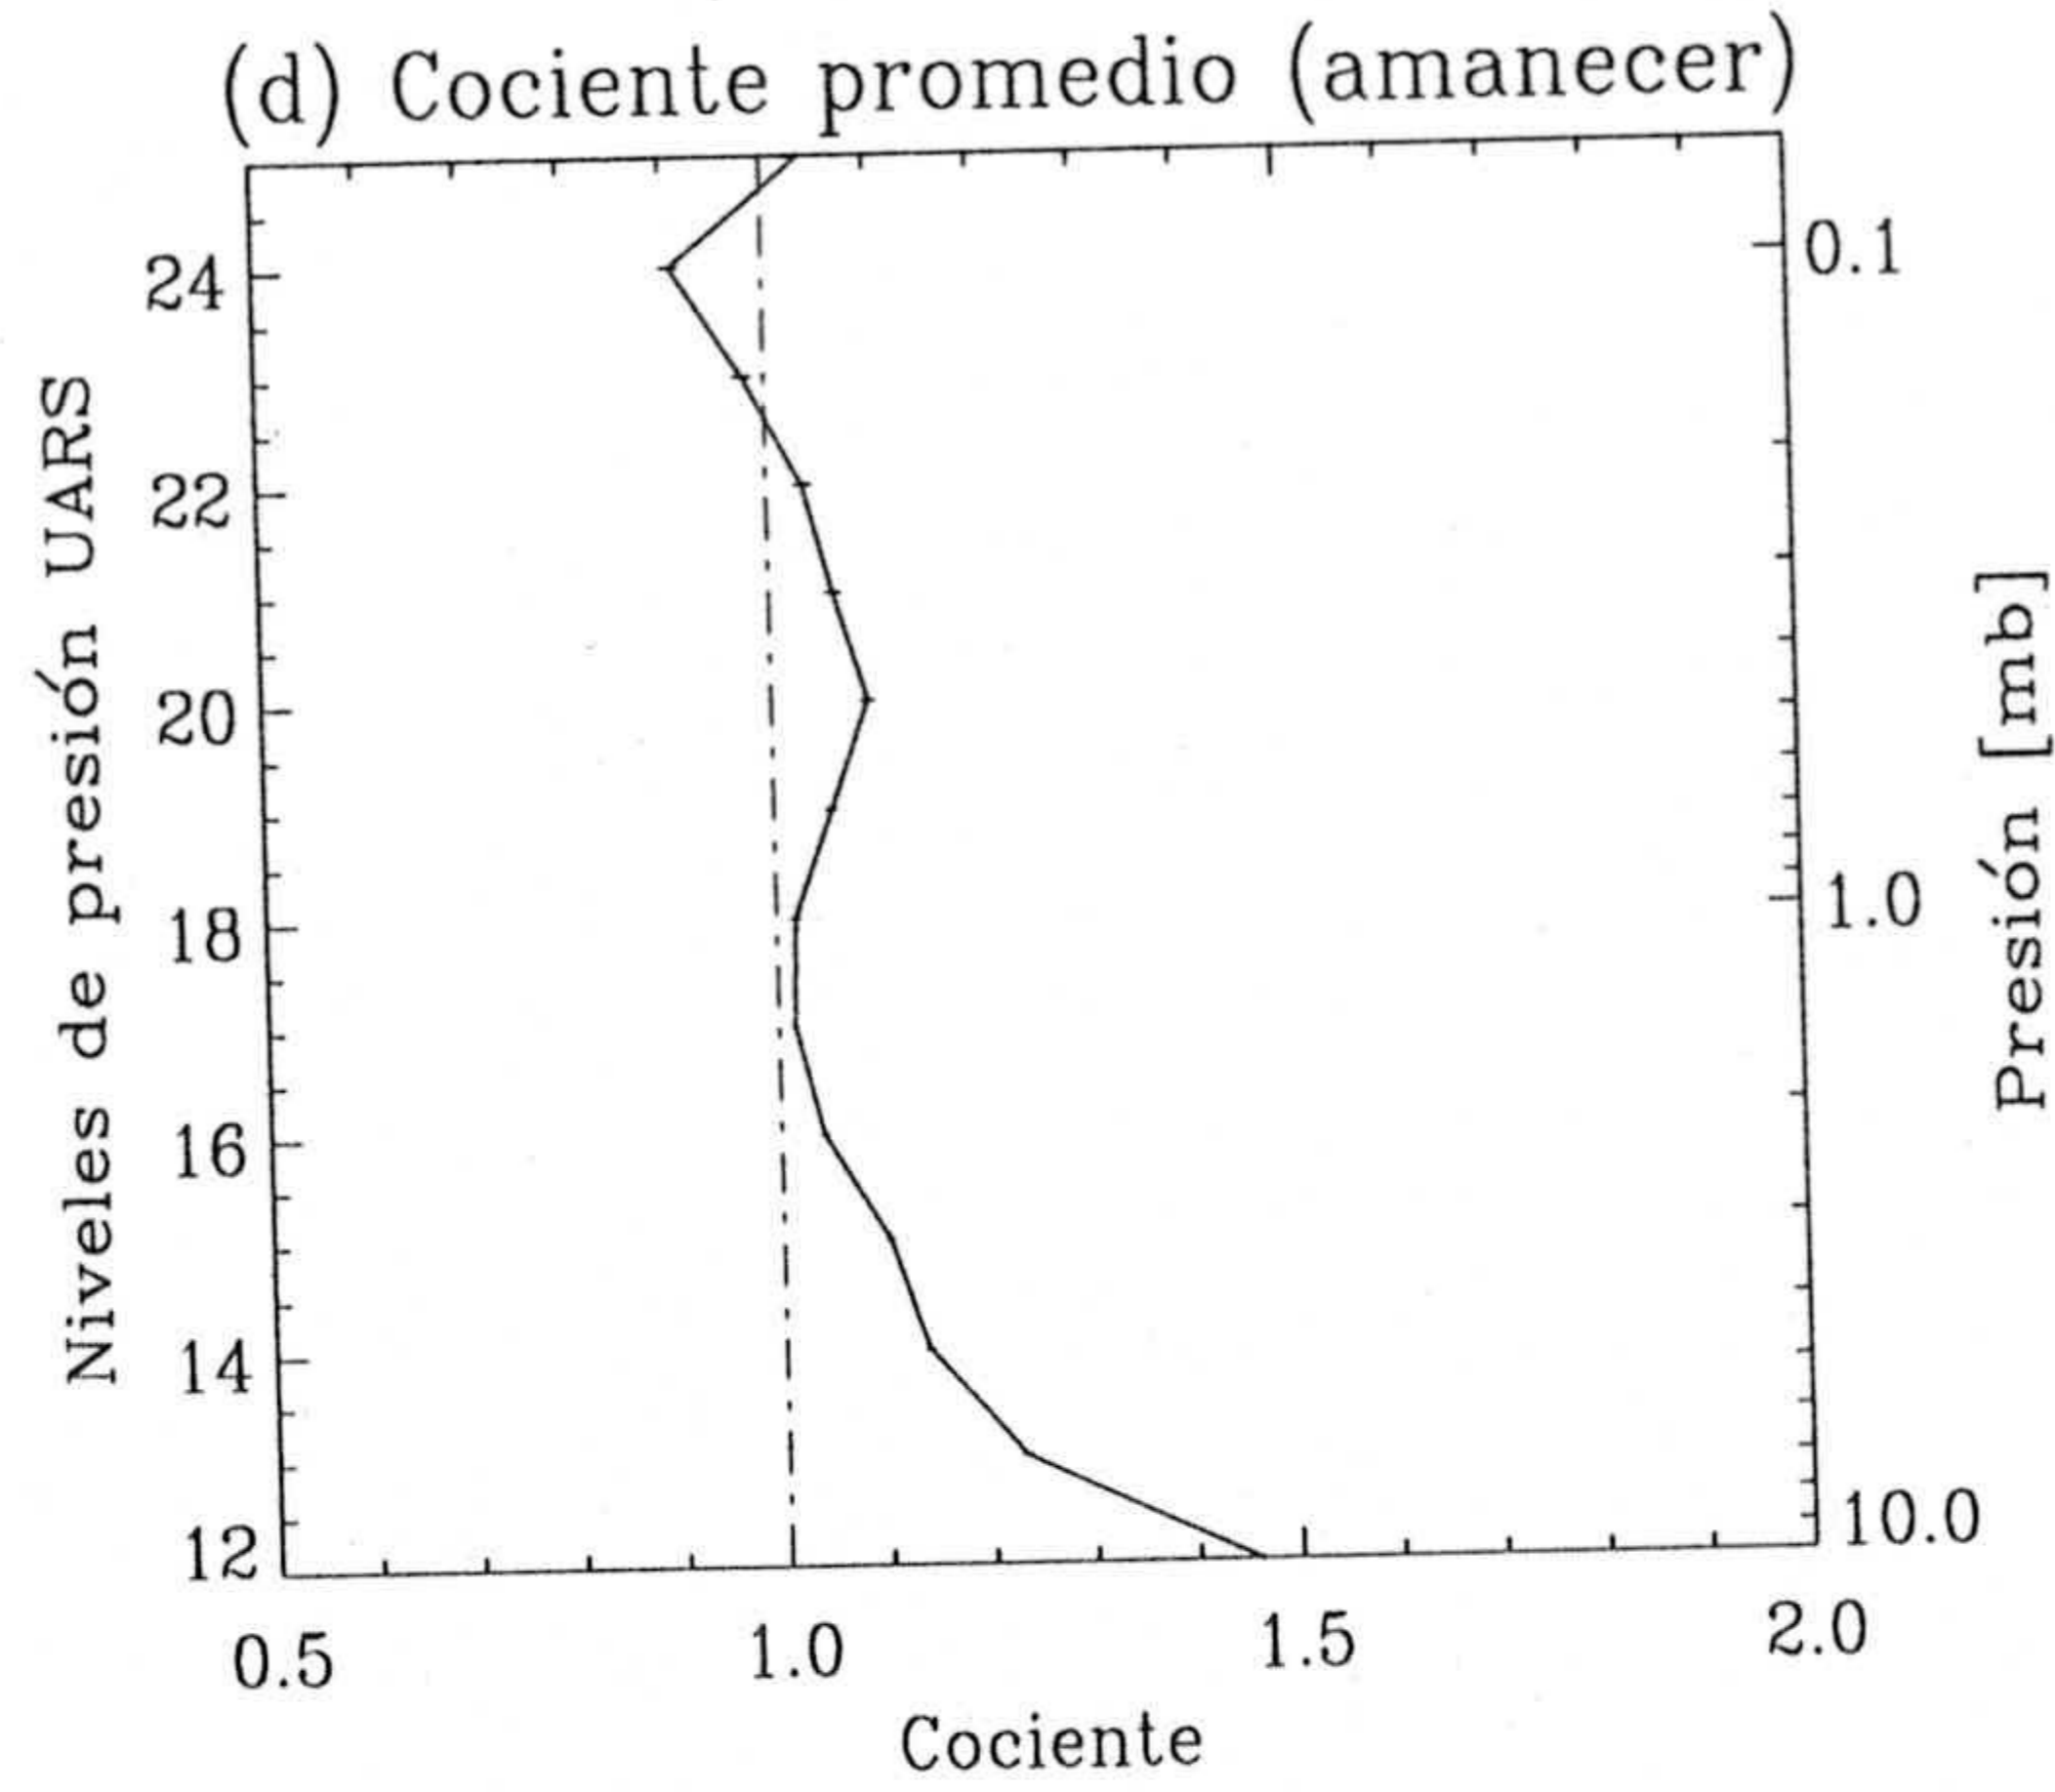 (d) Cociente promedio (amanecer)
Niveles de presión UARS
24
22
20
18
16
14
12
0.1
1.0
10.0
Presión [mb]
0.5 1.0 1.5 2.0
Cociente